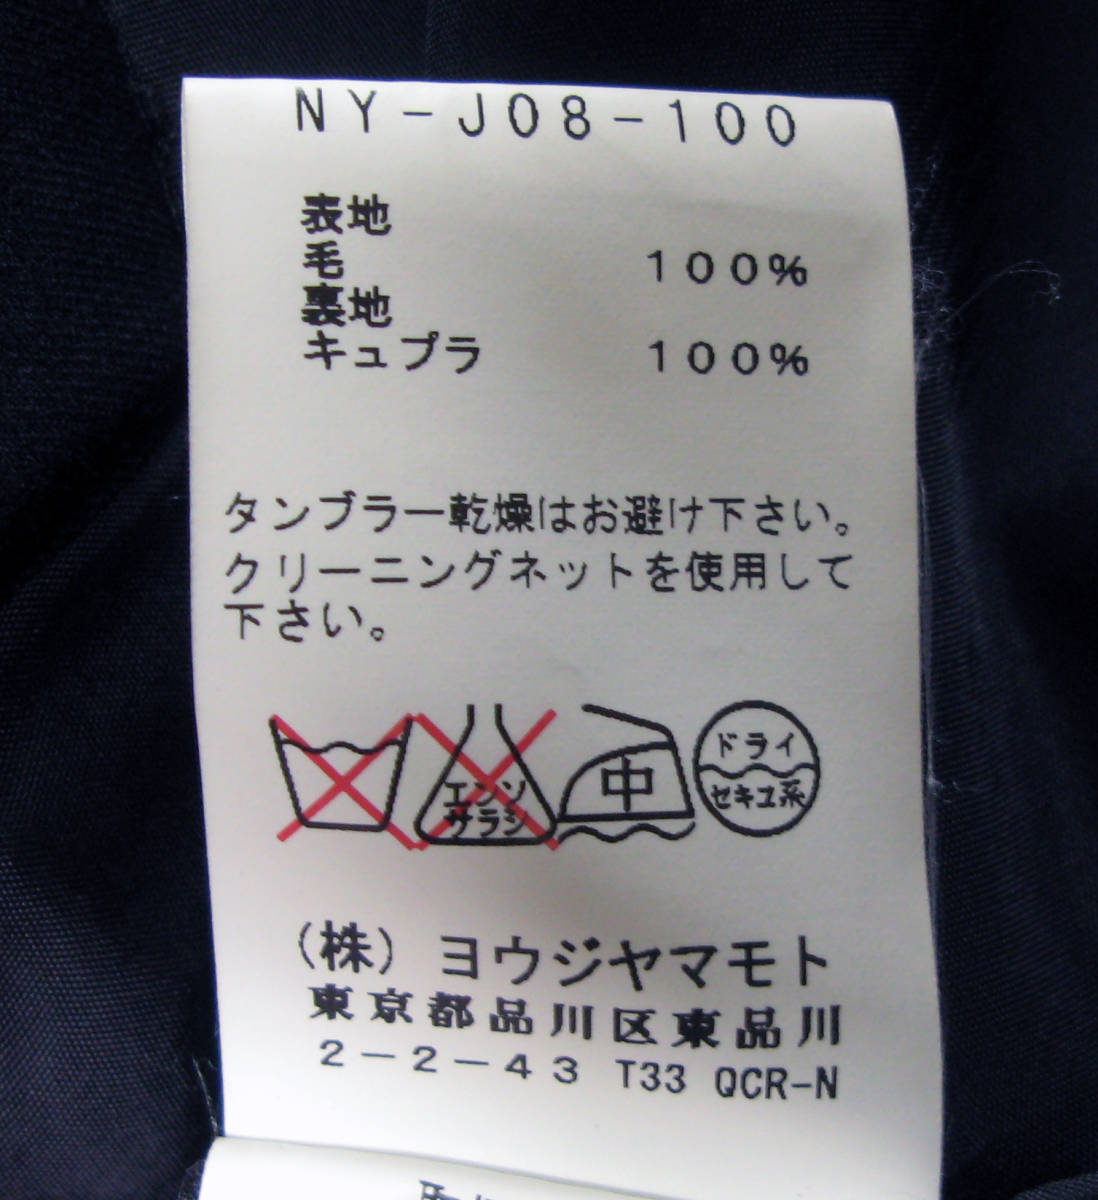 NY-J08-100
表地
毛 100%
裏地
キュプラ 100%
タンブラー乾燥はお避け下さい。
クリーニングネットを使用して
下さい。
エンソ
サラシ
中
ドライ
セキユ系
(株) ヨウジヤマモト
東京都品川区東品川
2-2-43 T33 QCR-N